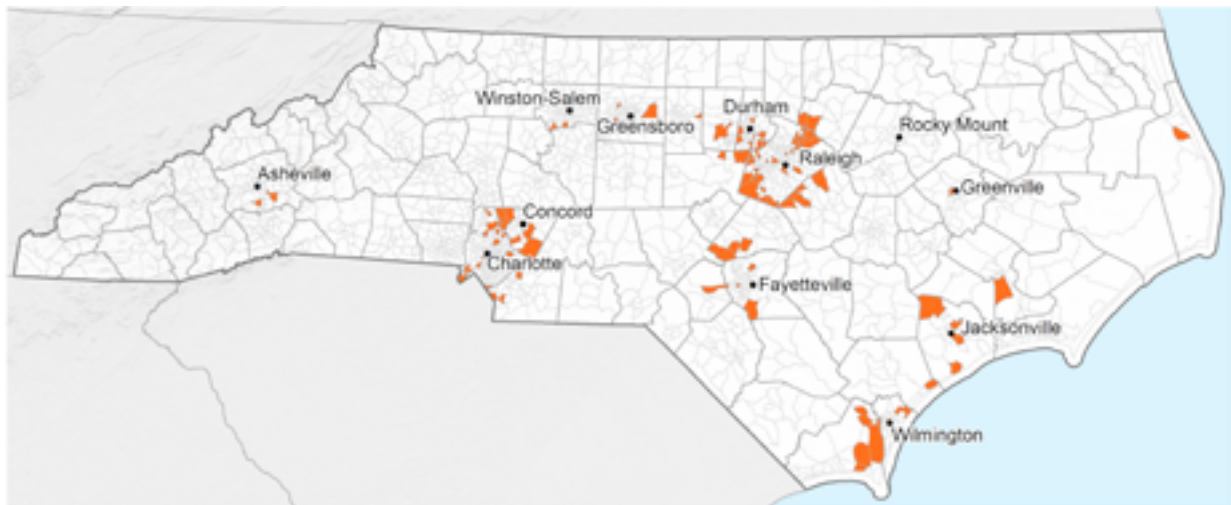 Winston-Salem
Greensboro
Durham
Raleigh
Rocky Mount
Asheville
Greenville
Concord
Charlotte
Fayetteville
Jacksonville
Wilmington